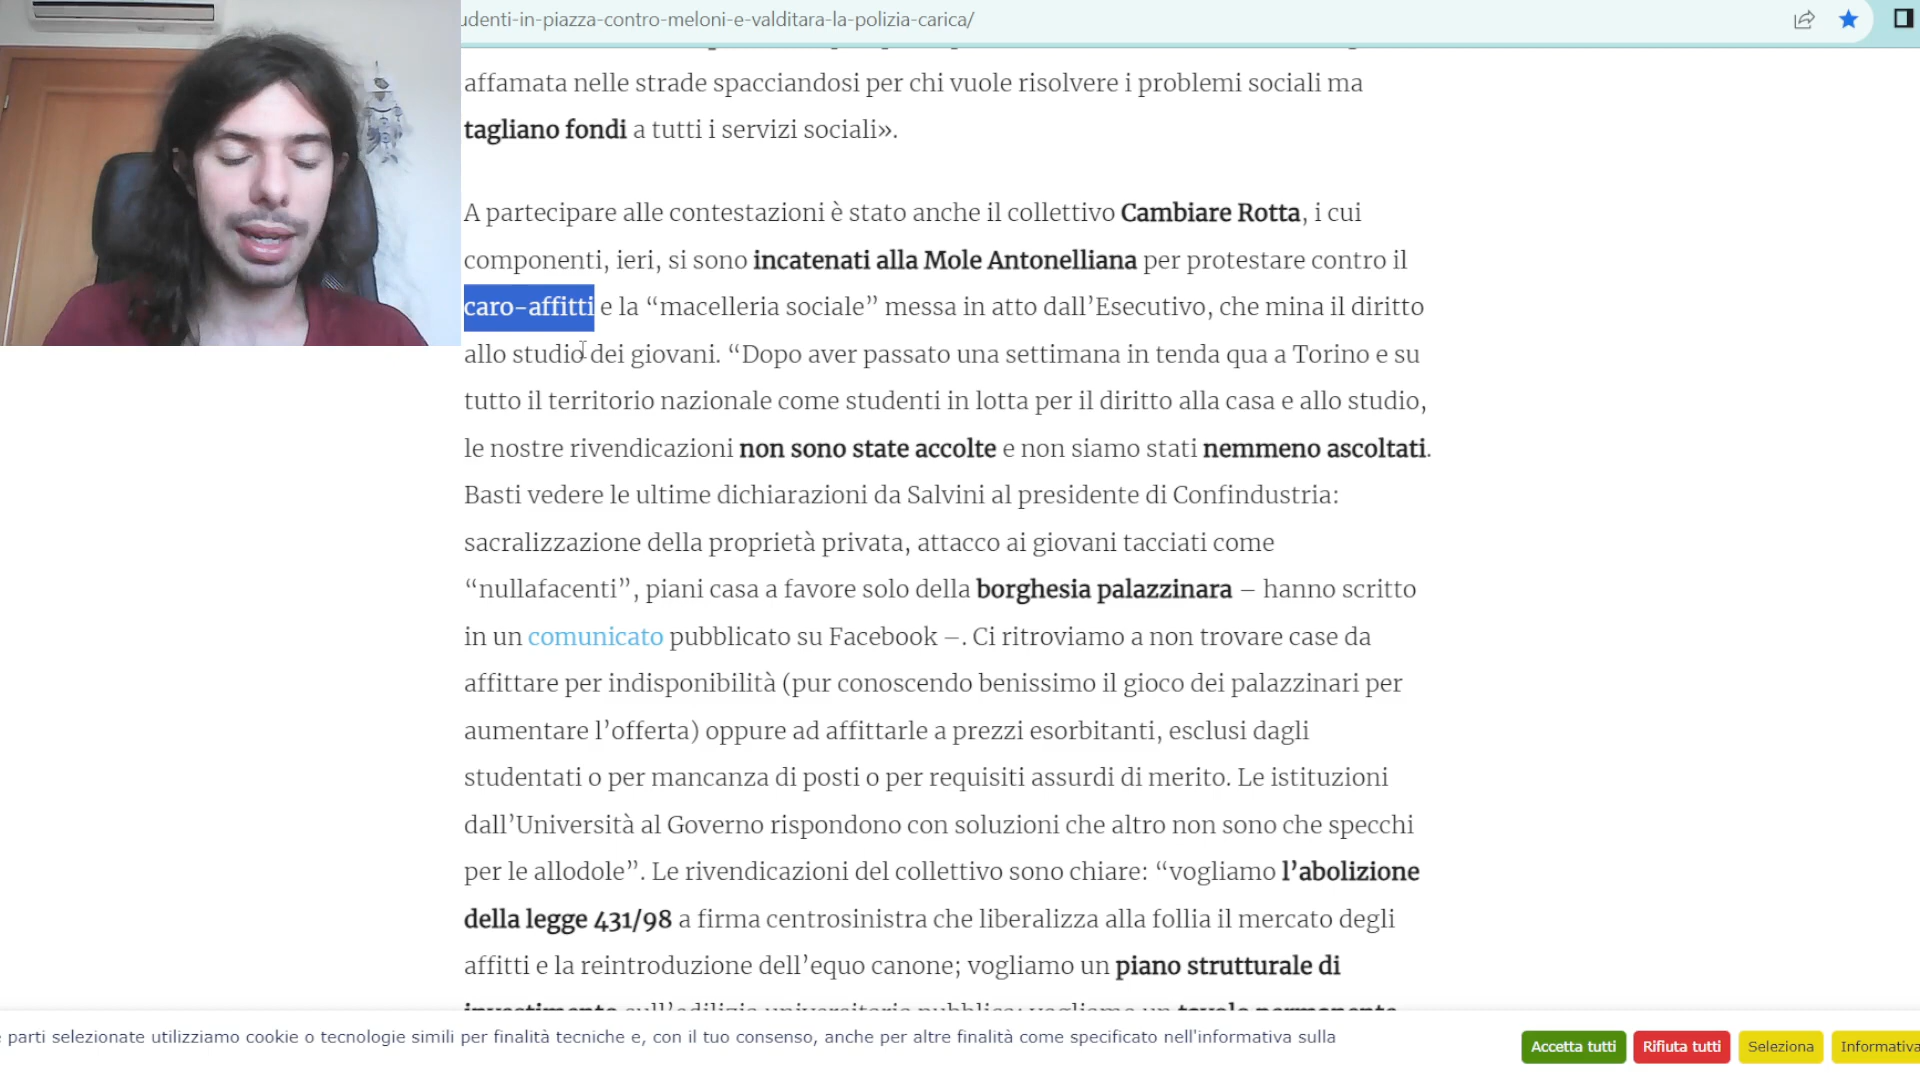 udenti-in-piazza-contro-meloni-e-valditara-la-polizia-carica/
affamata nelle strade spacciandosi per chi vuole risolvere i problemi sociali ma
tagliano fondi a tutti i servizi sociali».
A partecipare alle contestazioni è stato anche il collettivo Cambiare Rotta, i cui
componenti, ieri, si sono incatenati alla Mole Antonelliana per protestare contro il
caro-affitti e la “macelleria sociale” messa in atto dall’Esecutivo, che mina il diritto
allo studio dei giovani. “Dopo aver passato una settimana in tenda qua a Torino e su
tutto il territorio nazionale come studenti in lotta per il diritto alla casa e allo studio,
le nostre rivendicazioni non sono state accolte e non siamo stati nemmeno ascoltati.
Basti vedere le ultime dichiarazioni da Salvini al presidente di Confindustria:
sacralizzazione della proprietà privata, attacco ai giovani tacciati come
“nullafacenti”, piani casa a favore solo della borghesia palazzinara – hanno scritto
in un comunicato pubblicato su Facebook –. Ci ritroviamo a non trovare case da
affittare per indisponibilità (pur conoscendo benissimo il gioco dei palazzinari per
aumentare l’offerta) oppure ad affittarle a prezzi esorbitanti, esclusi dagli
studentati o per mancanza di posti o per requisiti assurdi di merito. Le istituzioni
dall’Università al Governo rispondono con soluzioni che altro non sono che specchi
per le allodole”. Le rivendicazioni del collettivo sono chiare: “vogliamo l’abolizione
della legge 431/98 a firma centrosinistra che liberalizza alla follia il mercato degli
affitti e la reintroduzione dell’equo canone; vogliamo un piano strutturale di
investimento sull’edilizia universitaria pubblica; vogliamo un tavolo permanente
parti selezionate utilizziamo cookie o tecnologie simili per finalità tecniche e, con il tuo consenso, anche per altre finalità come specificato nell'informativa sulla
Accetta tutti
Rifiuta tutti
Seleziona
Informativa